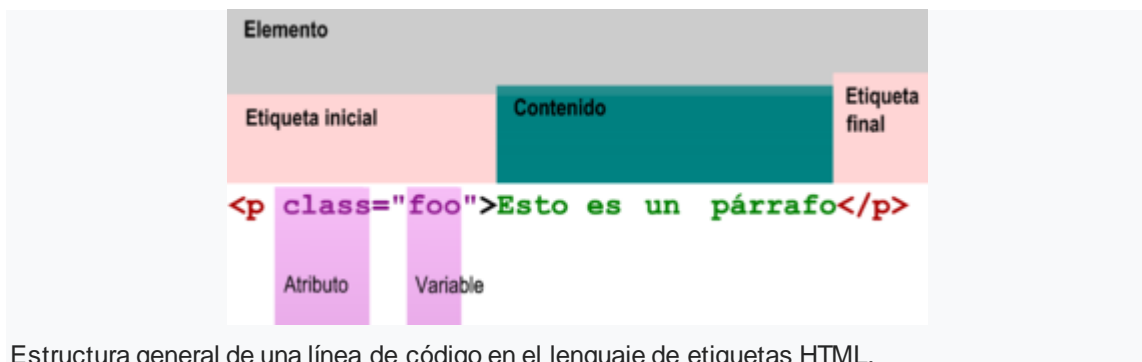 Elemento
Etiqueta inicial
Contenido
Etiqueta
final
<p class="foo">Esto es un párrafo</p>
Atributo
Variable
Estructura general de una línea de código en el lenguaje de etiquetas HTML.